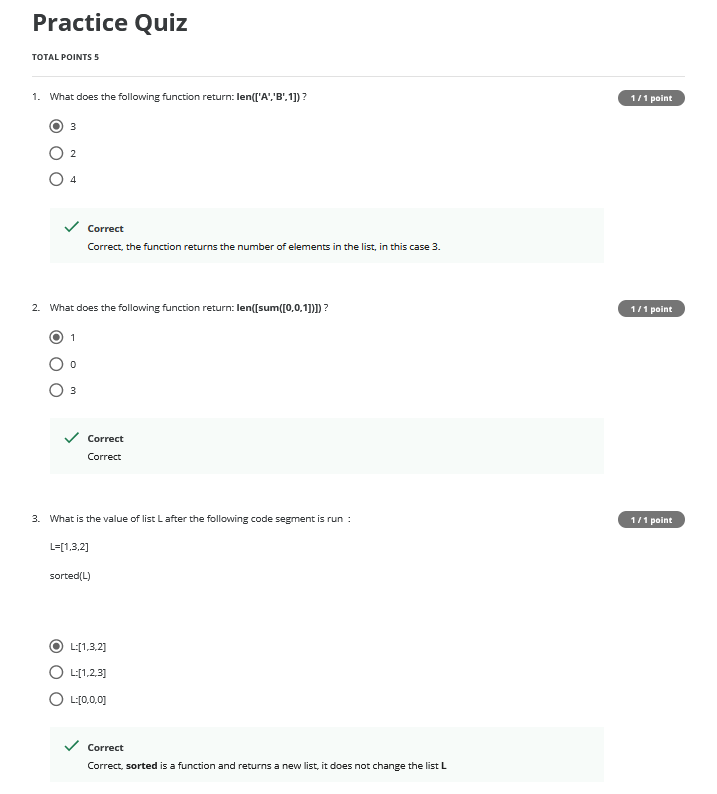 Practice Quiz
TOTAL POINTS 5
1. What does the following function return: len(['A','B',1]) ?
1 / 1 point
3
2
4
Correct
Correct, the function returns the number of elements in the list, in this case 3.
2. What does the following function return: len([sum([0,0,1])]) ?
1 / 1 point
1
0
3
Correct
Correct
3. What is the value of list L after the following code segment is run :
1 / 1 point
L=[1,3,2]
sorted(L)
L:[1,3,2]
L:[1,2,3]
L:[0,0,0]
Correct
Correct, sorted is a function and returns a new list, it does not change the list L